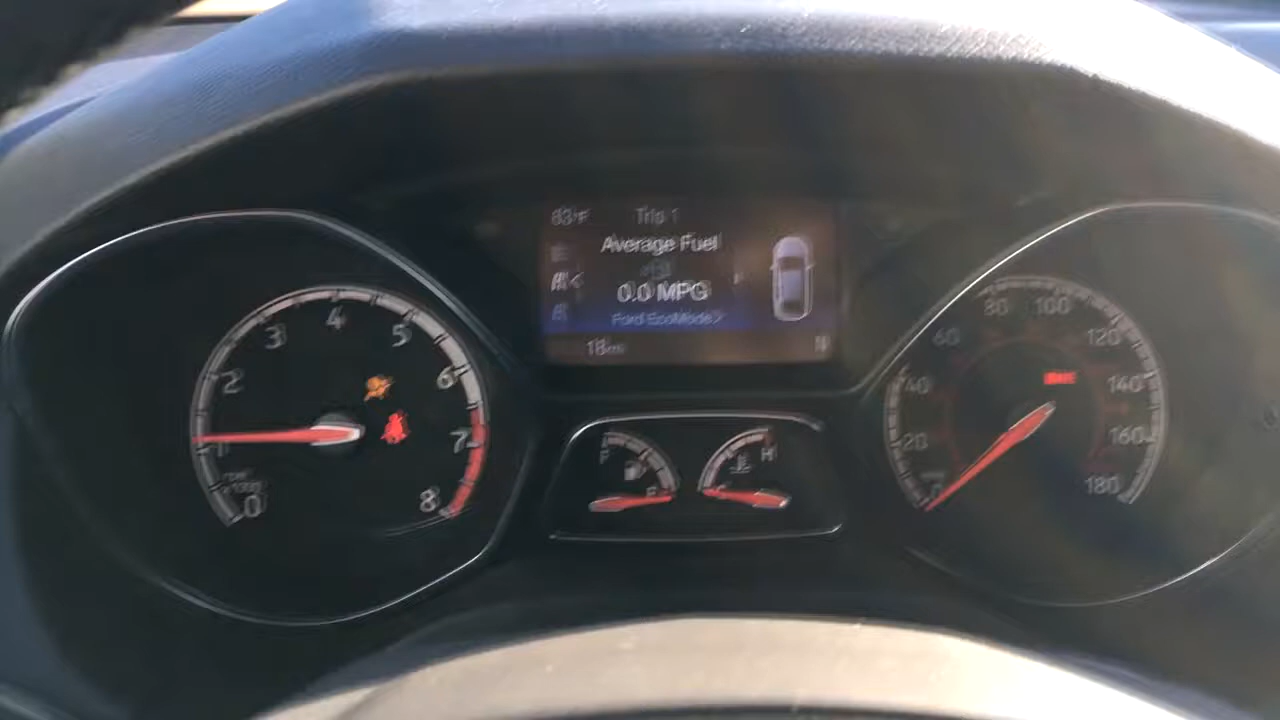 83°F Trip 1
Average Fuel
0.0 MPG
Ford EcoMode>
18mi N
0 1 2 3 4 5 6 7 8
F E
C H
0 20 40 60 80 100 120 140 160 180